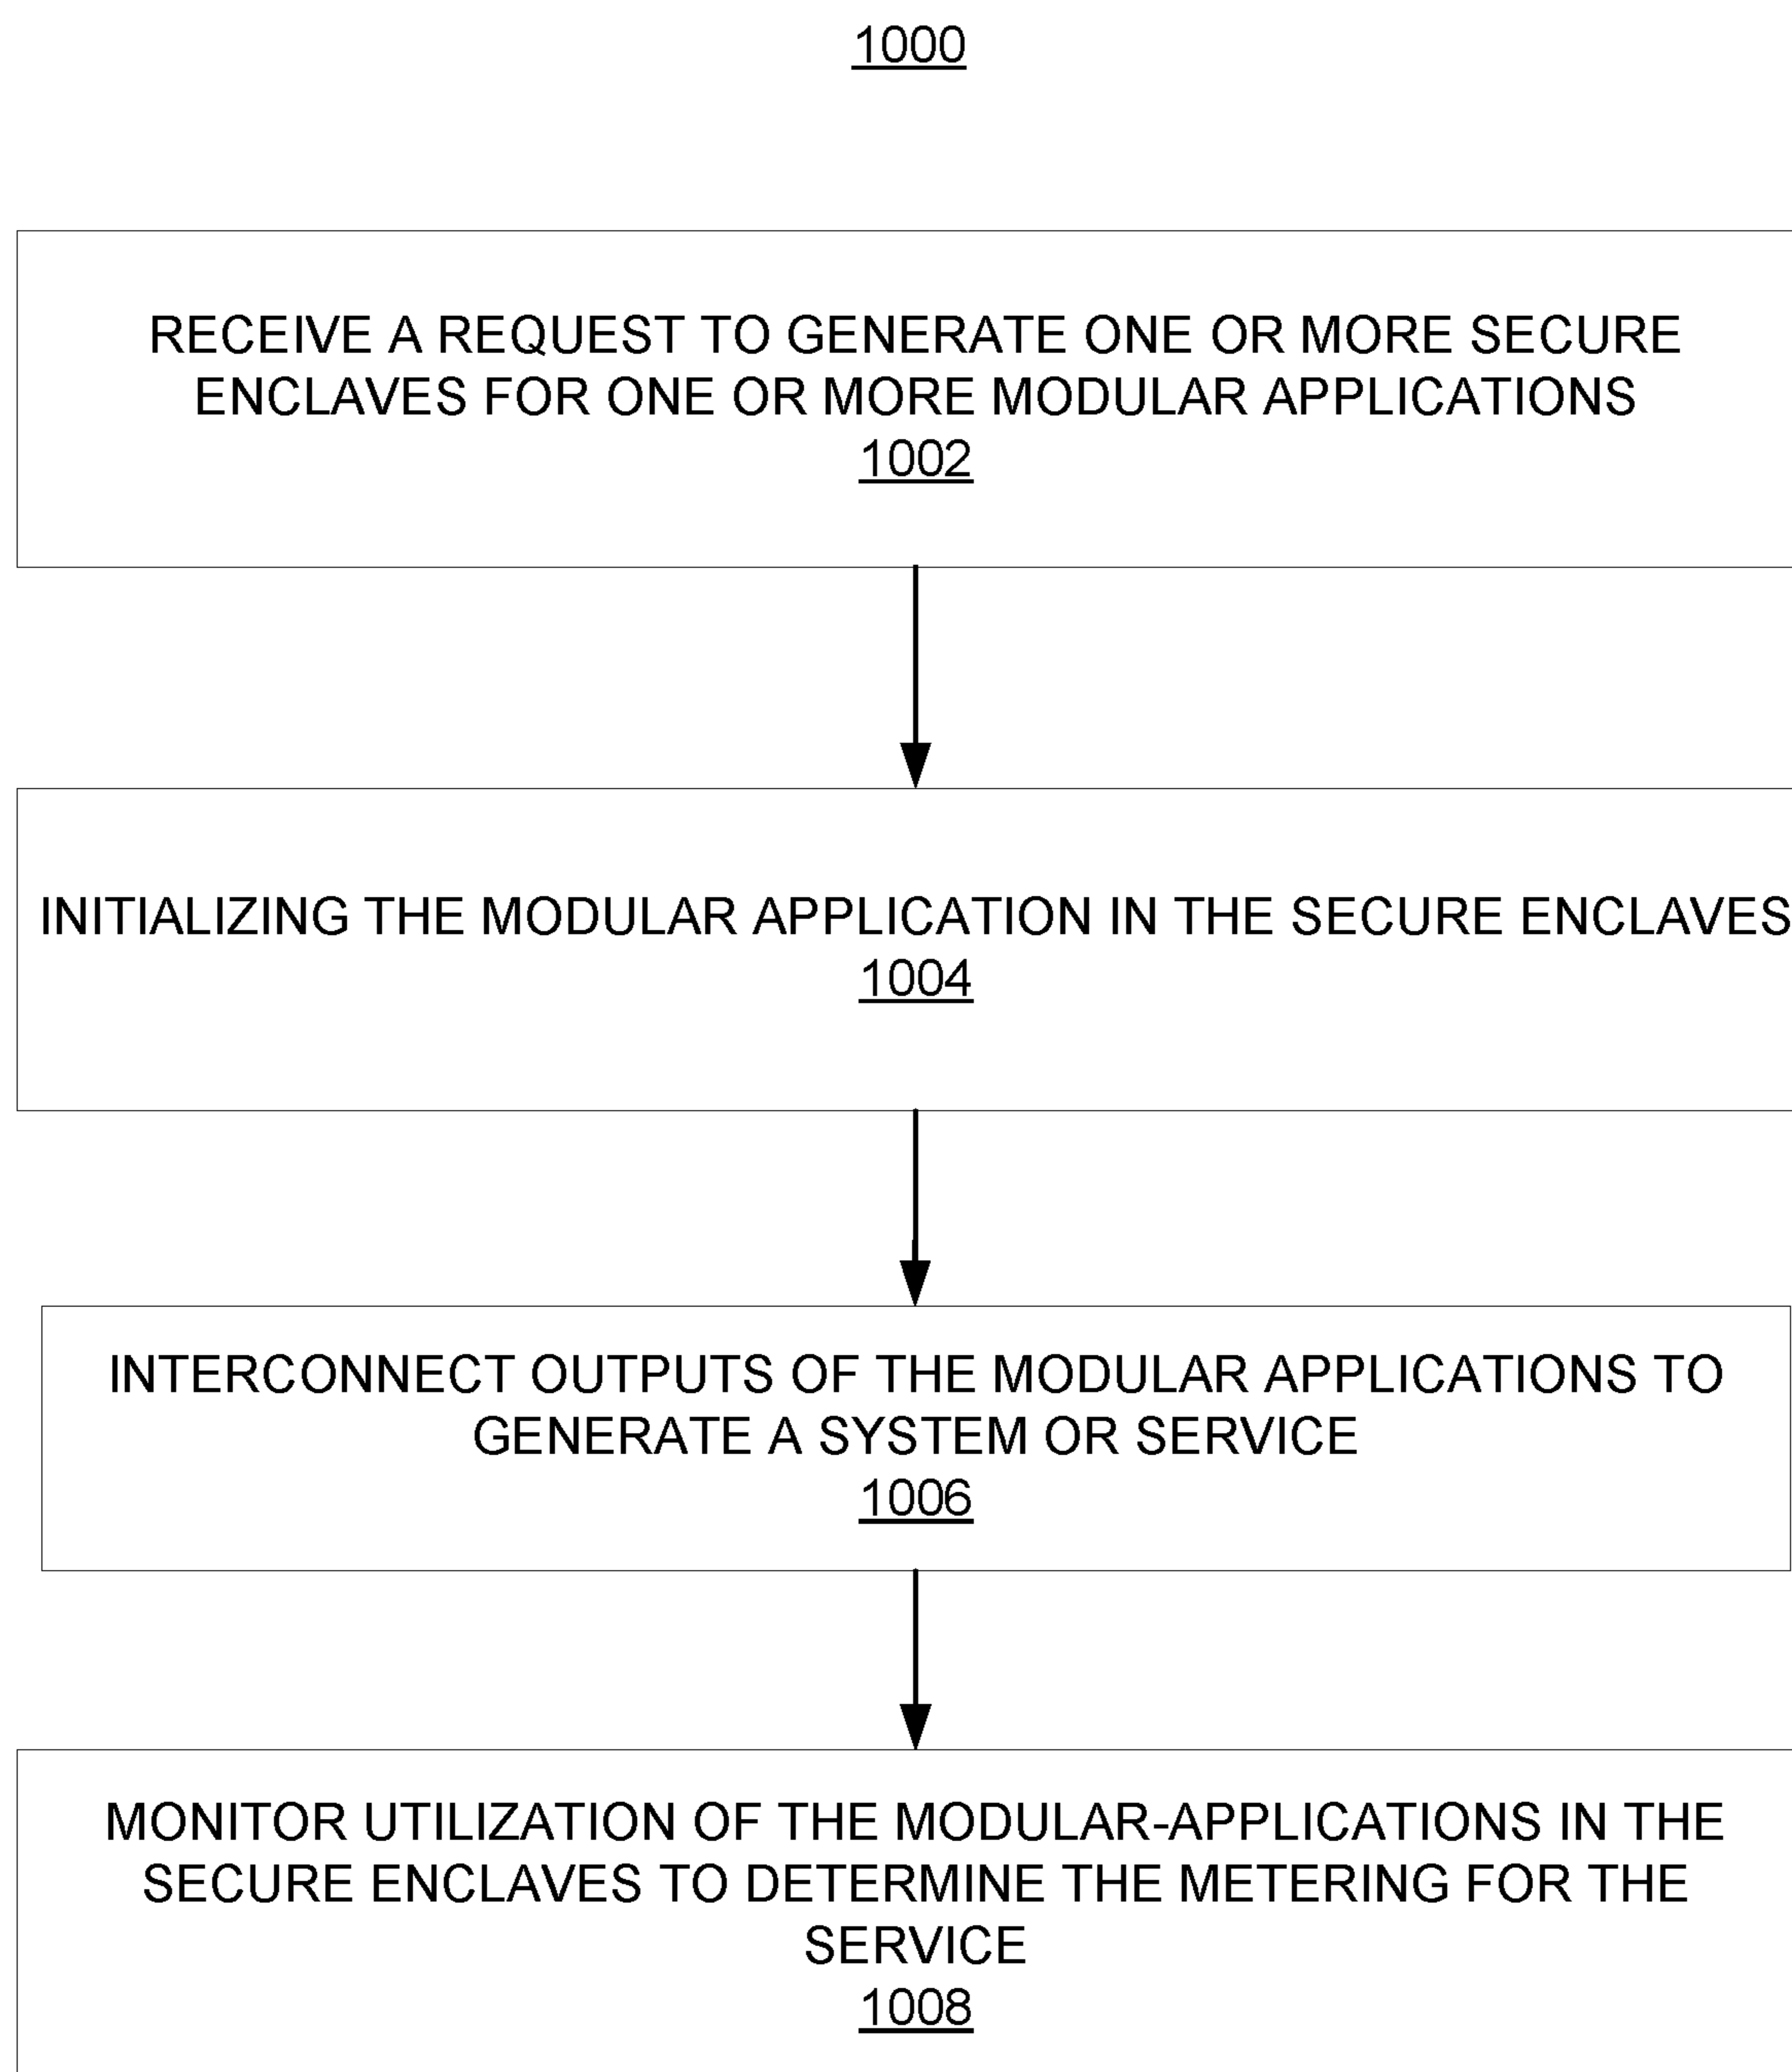 1000
RECEIVE A REQUEST TO GENERATE ONE OR MORE SECURE
ENCLAVES FOR ONE OR MORE MODULAR APPLICATIONS
1002
INITIALIZING THE MODULAR APPLICATION IN THE SECURE ENCLAVES
1004
INTERCONNECT OUTPUTS OF THE MODULAR APPLICATIONS TO
GENERATE A SYSTEM OR SERVICE
1006
MONITOR UTILIZATION OF THE MODULAR-APPLICATIONS IN THE
SECURE ENCLAVES TO DETERMINE THE METERING FOR THE
SERVICE
1008